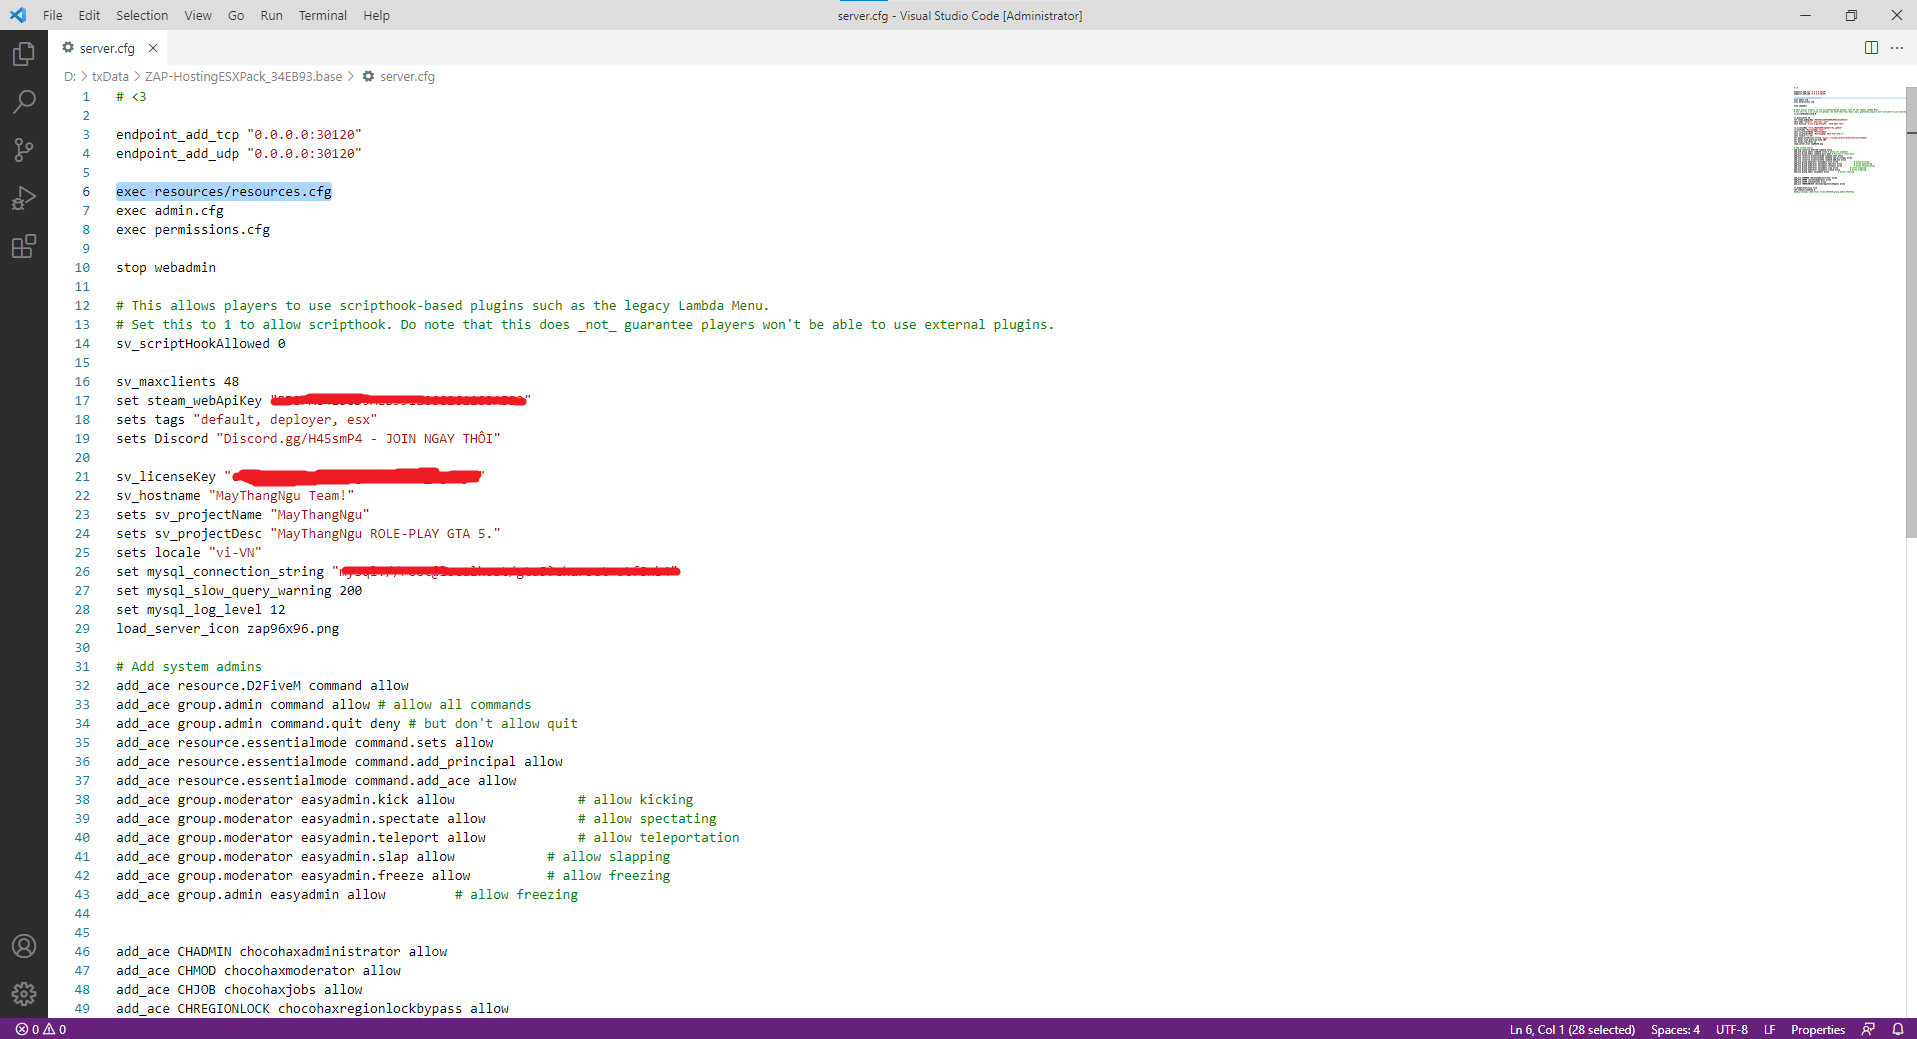 File Edit Selection View Go Run Terminal Help
server.cfg - Visual Studio Code [Administrator]
server.cfg
D: > txData > ZAP-HostingESXPack_34EB93.base > server.cfg
1 # <3
2
3 endpoint_add_tcp "0.0.0.0:30120"
4 endpoint_add_udp "0.0.0.0:30120"
5
6 exec resources/resources.cfg
7 exec admin.cfg
8 exec permissions.cfg
9
10 stop webadmin
11
12 # This allows players to use scripthook-based plugins such as the legacy Lambda Menu.
13 # Set this to 1 to allow scripthook. Do note that this does _not_ guarantee players won't be able to use external plugins.
14 sv_scriptHookAllowed 0
15
16 sv_maxclients 48
17 set steam_webApiKey "
18 sets tags "default, deployer, esx"
19 sets Discord "Discord.gg/H45smP4 - JOIN NGAY THÔI"
20
21 sv_licenseKey "
22 sv_hostname "MayThangNgu Team!"
23 sets sv_projectName "MayThangNgu"
24 sets sv_projectDesc "MayThangNgu ROLE-PLAY GTA 5."
25 sets locale "vi-VN"
26 set mysql_connection_string "
27 set mysql_slow_query_warning 200
28 set mysql_log_level 12
29 load_server_icon zap96x96.png
30
31 # Add system admins
32 add_ace resource.D2FiveM command allow
33 add_ace group.admin command allow # allow all commands
34 add_ace group.admin command.quit deny # but don't allow quit
35 add_ace resource.essentialmode command.sets allow
36 add_ace resource.essentialmode command.add_principal allow
37 add_ace resource.essentialmode command.add_ace allow
38 add_ace group.moderator easyadmin.kick allow # allow kicking
39 add_ace group.moderator easyadmin.spectate allow # allow spectating
40 add_ace group.moderator easyadmin.teleport allow # allow teleportation
41 add_ace group.moderator easyadmin.slap allow # allow slapping
42 add_ace group.moderator easyadmin.freeze allow # allow freezing
43 add_ace group.admin easyadmin allow # allow freezing
44
45
46 add_ace CHADMIN chocohaxadministrator allow
47 add_ace CHMOD chocohaxmoderator allow
48 add_ace CHJOB chocohaxjobs allow
49 add_ace CHREGIONLOCK chocohaxregionlockbypass allow
0 0 Ln 6, Col 1 (28 selected) Spaces: 4 UTF-8 LF Properties